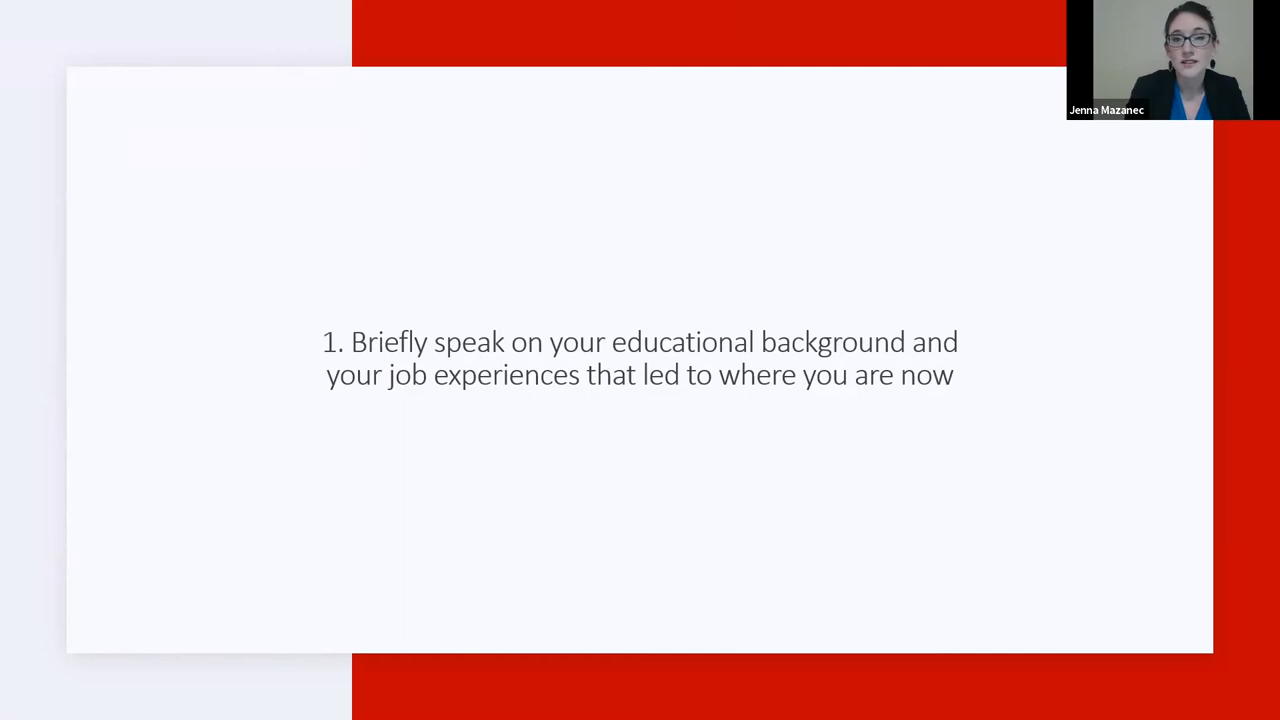 Jenna Mazanec
1. Briefly speak on your educational background and
your job experiences that led to where you are now